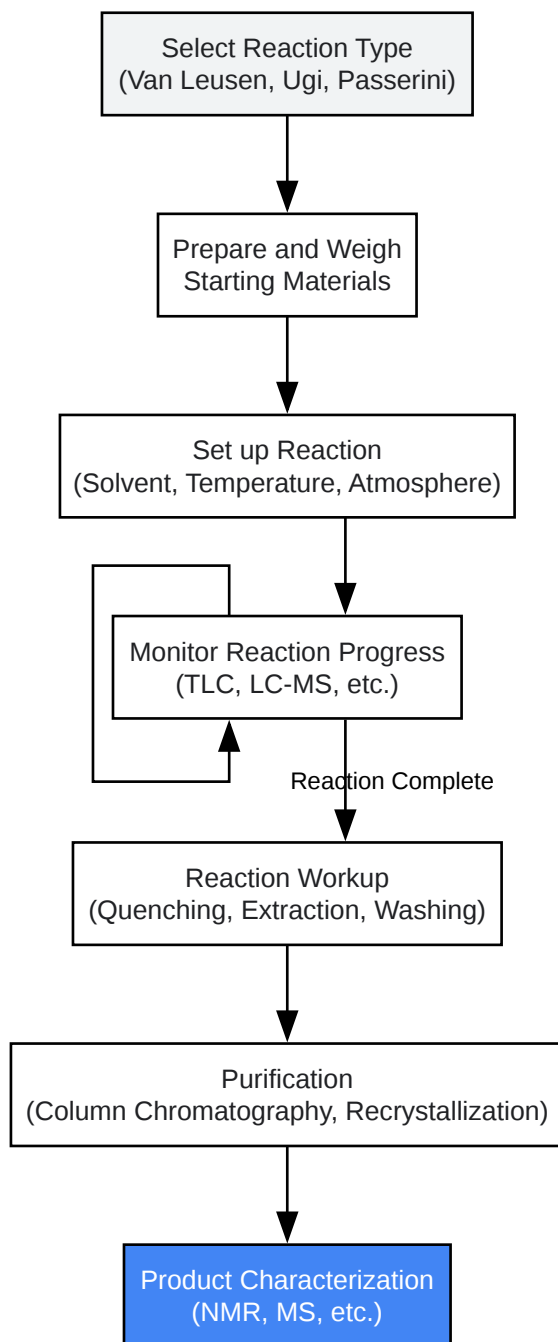 Select Reaction Type
(Van Leusen, Ugi, Passerini)
Prepare and Weigh
Starting Materials
Set up Reaction
(Solvent, Temperature, Atmosphere)
Monitor Reaction Progress
(TLC, LC-MS, etc.)
Reaction Complete
Reaction Workup
(Quenching, Extraction, Washing)
Purification
(Column Chromatography, Recrystallization)
Product Characterization
(NMR, MS, etc.)